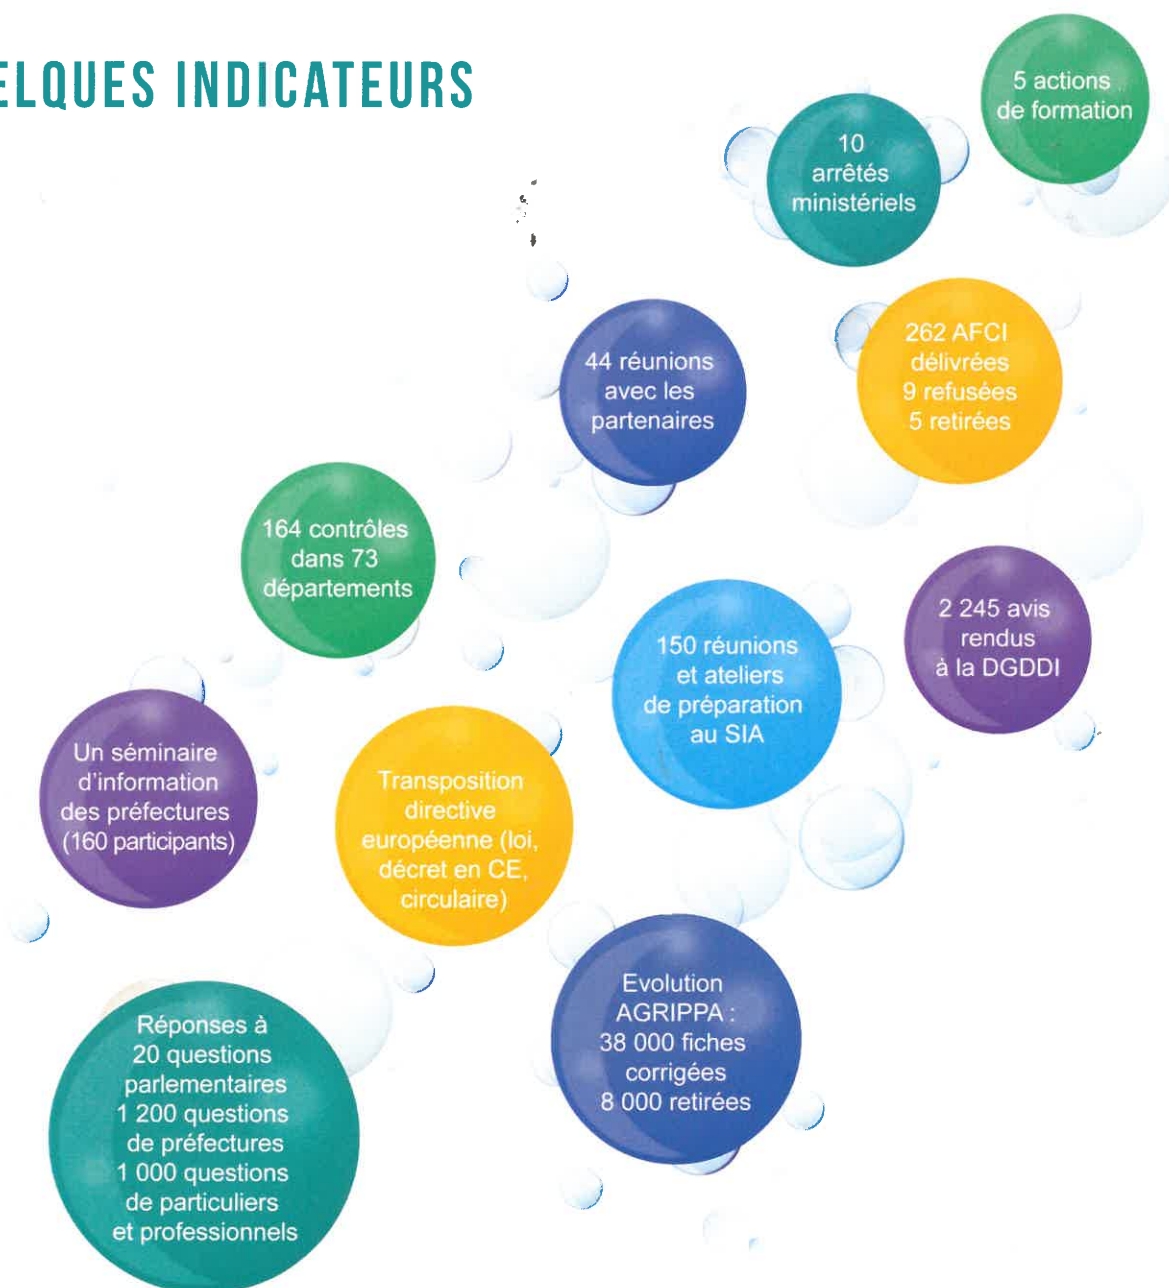 ELQUES INDICATEURS
5 actions
de formation
10
arrêtés
ministériels
262 AFCI
délivrées
9 refusées
5 retirées
44 réunions
avec les
partenaires
164 contrôles
dans 73
départements
2 245 avis
rendus
à la DGDDI
150 réunions
et ateliers
de préparation
au SIA
Un séminaire
d'information
des préfectures
(160 participants)
Transposition
directive
européenne (loi,
décret en CE,
circulaire)
Evolution
AGRIPPA :
38 000 fiches
corrigées
8 000 retirées
Réponses à
20 questions
parlementaires
1 200 questions
de préfectures
1 000 questions
de particuliers
et professionnels